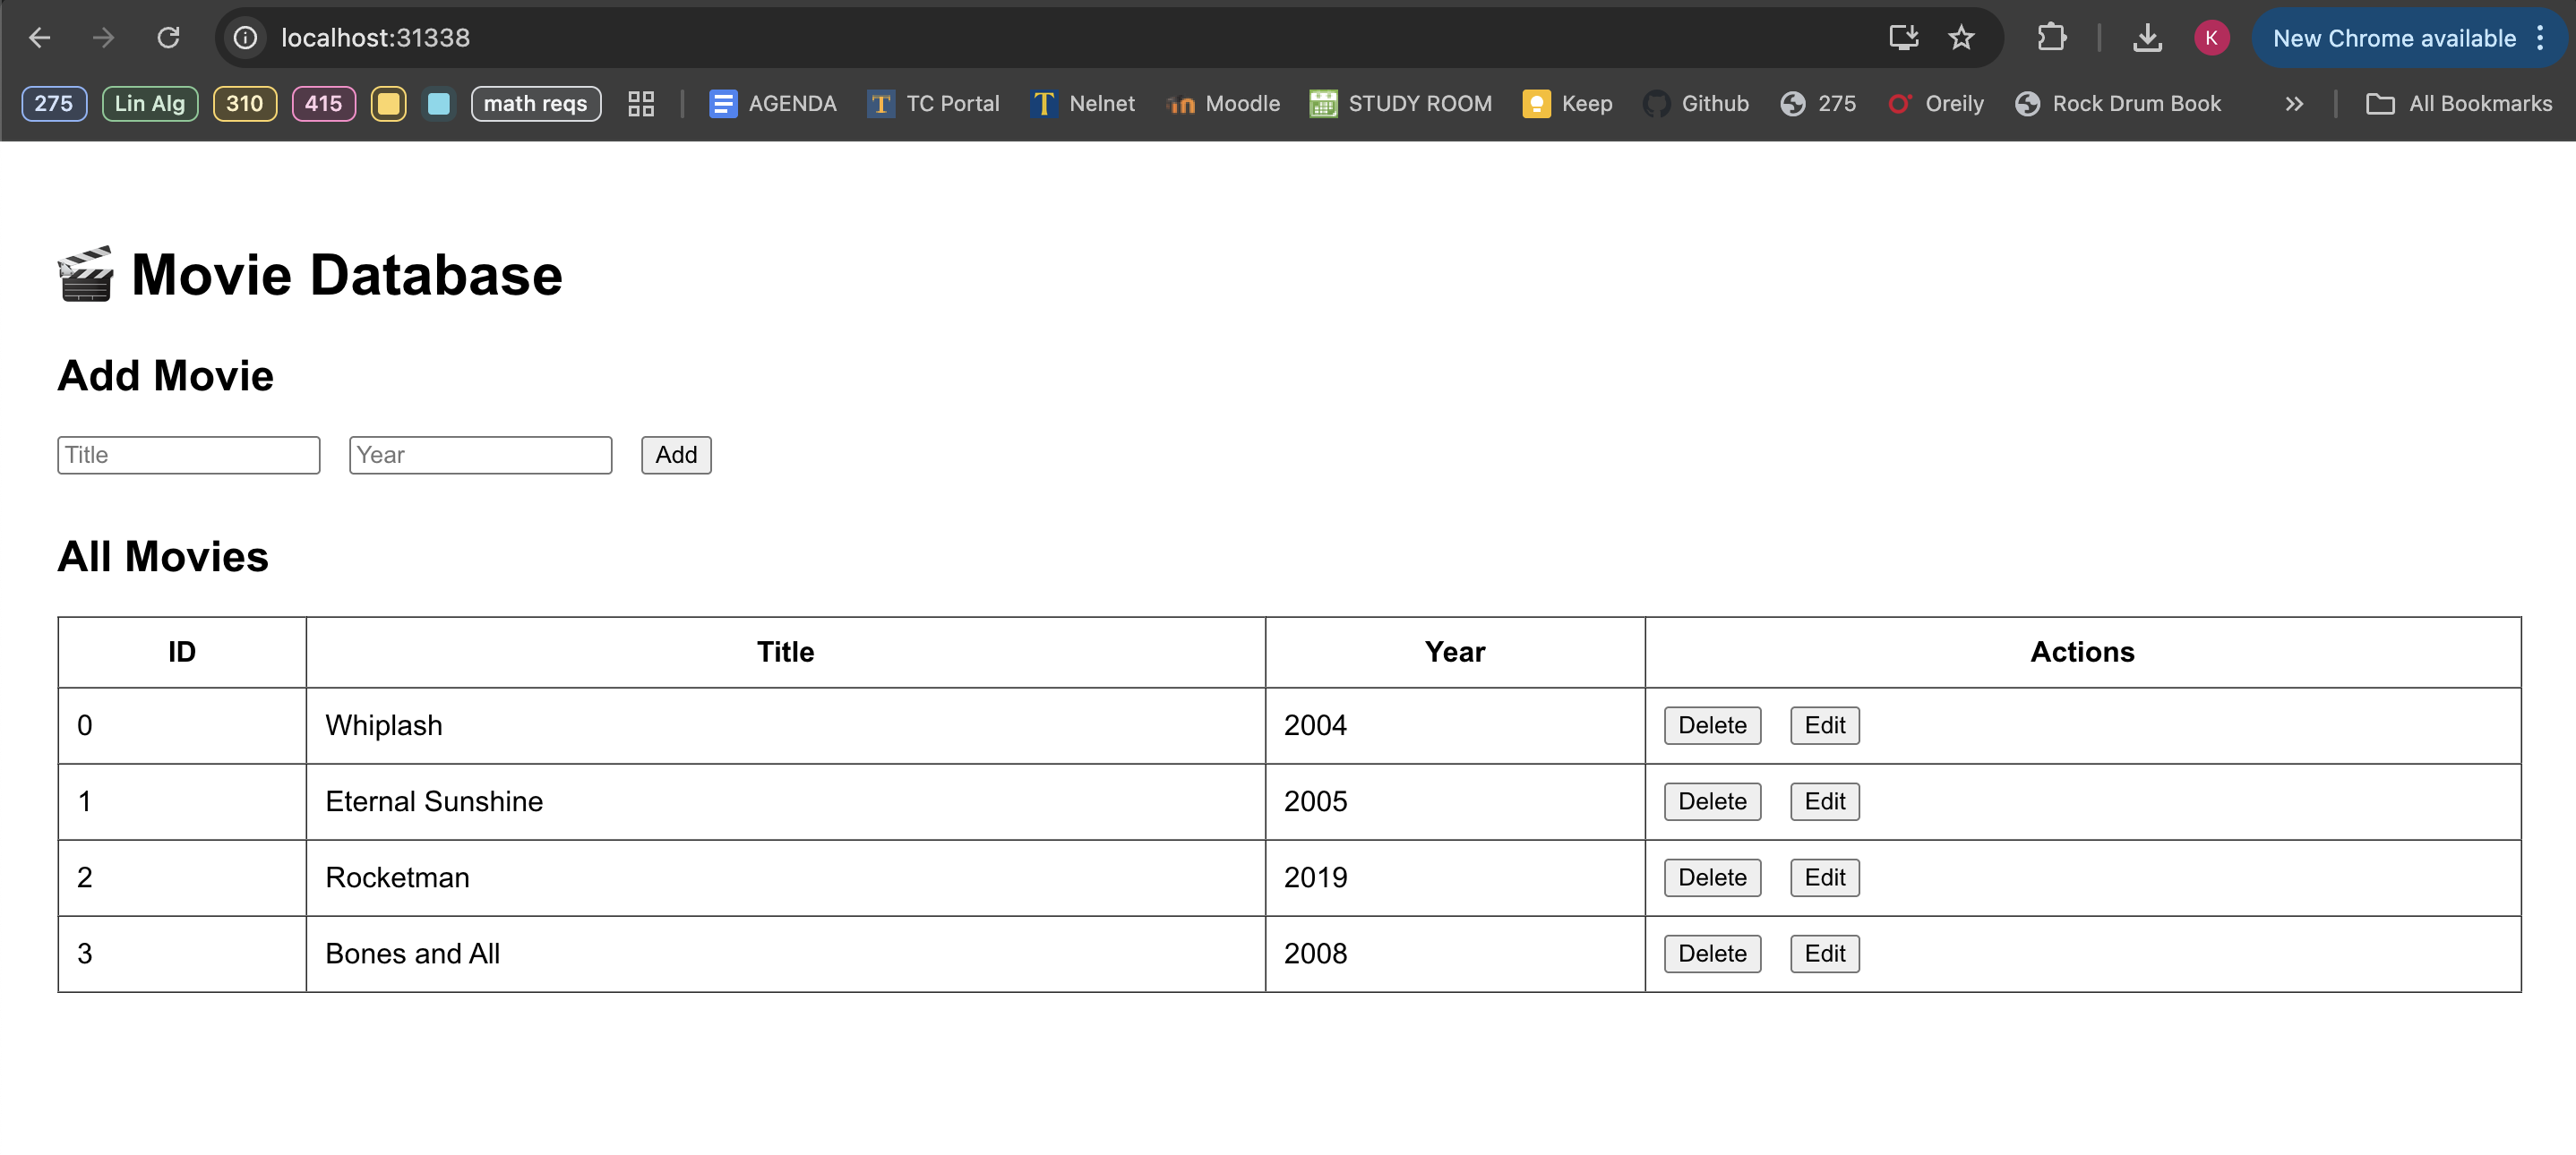 localhost:31338
K
New Chrome available
275 Lin Alg 310 415 math reqs AGENDA TC Portal Nelnet Moodle STUDY ROOM Keep Github 275 Oreily Rock Drum Book All Bookmarks
Movie Database
Add Movie
Title Year Add
All Movies
ID Title Year Actions
0 Whiplash 2004 Delete Edit
1 Eternal Sunshine 2005 Delete Edit
2 Rocketman 2019 Delete Edit
3 Bones and All 2008 Delete Edit